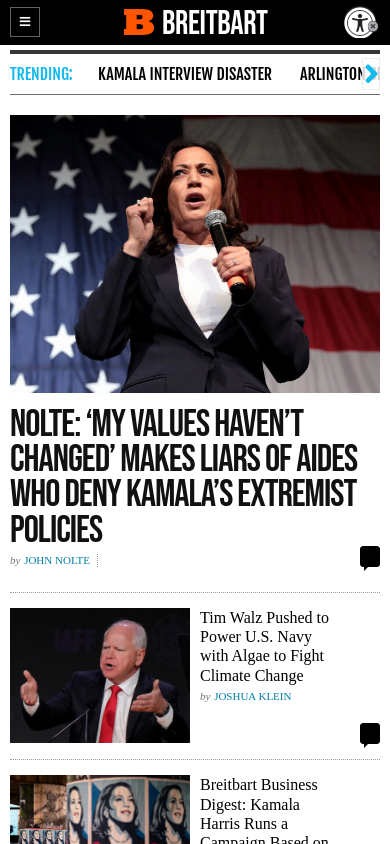 B BREITBART
TRENDING: KAMALA INTERVIEW DISASTER ARLINGTON
NOLTE: ‘MY VALUES HAVEN’T
CHANGED’ MAKES LIARS OF AIDES
WHO DENY KAMALA’S EXTREMIST
POLICIES
by JOHN NOLTE
Tim Walz Pushed to
Power U.S. Navy
with Algae to Fight
Climate Change
by JOSHUA KLEIN
Breitbart Business
Digest: Kamala
Harris Runs a
Campaign Based on